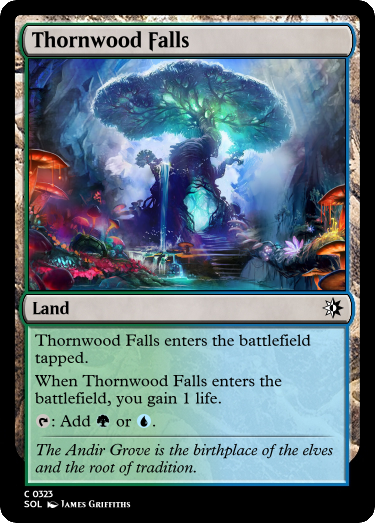 Thornwood Falls
Land
Thornwood Falls enters the battlefield
tapped.
When Thornwood Falls enters the
battlefield, you gain 1 life.
: Add or .
The Andir Grove is the birthplace of the elves
and the root of tradition.
C 0323
SOL James Griffiths